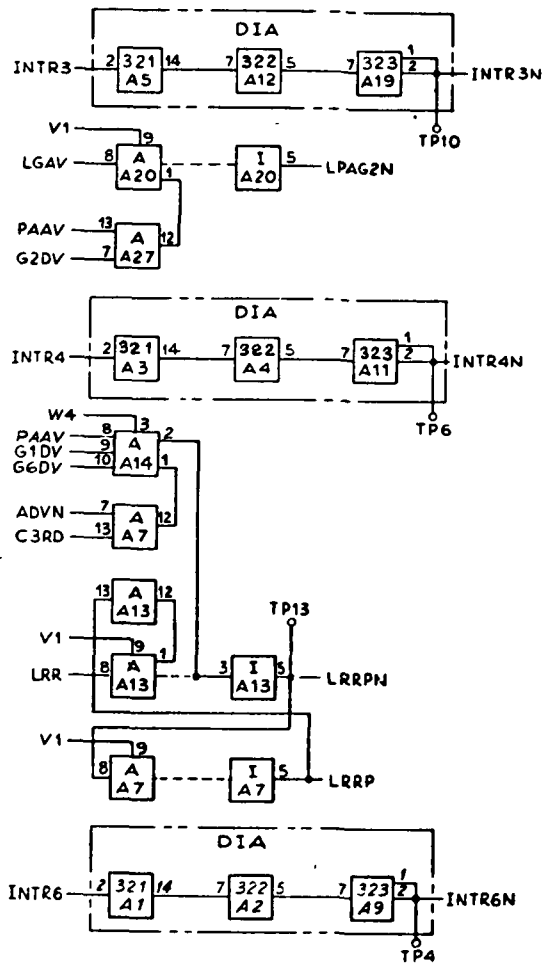 DIA
INTR3 2 321 14 7 322 5 7 323 1 2 INTR3N
A5 A12 A19
TP10
V1 9
LGAV 8 A I 5 LPAG2N
A20 1 A20
PAAV 13 A 12
G2DV 7 A27
DIA
INTR4 2 321 14 7 322 5 7 323 1 2 INTR4N
A3 A4 A11
TP6
W4 3
PAAV 8 A 2
G1DV 9
G6DV 10 A14 1
ADVN 7 A 12
C3RD 13 A7
13 A 12
A13
TP13
V1 9
LRR 8 A 1 3 I 5 LRRPN
A13 A13
V1 9
8 A I 5 LRRP
A7 A7
DIA
INTR6 2 321 14 7 322 5 7 323 1 2 INTR6N
A1 A2 A9
TP4